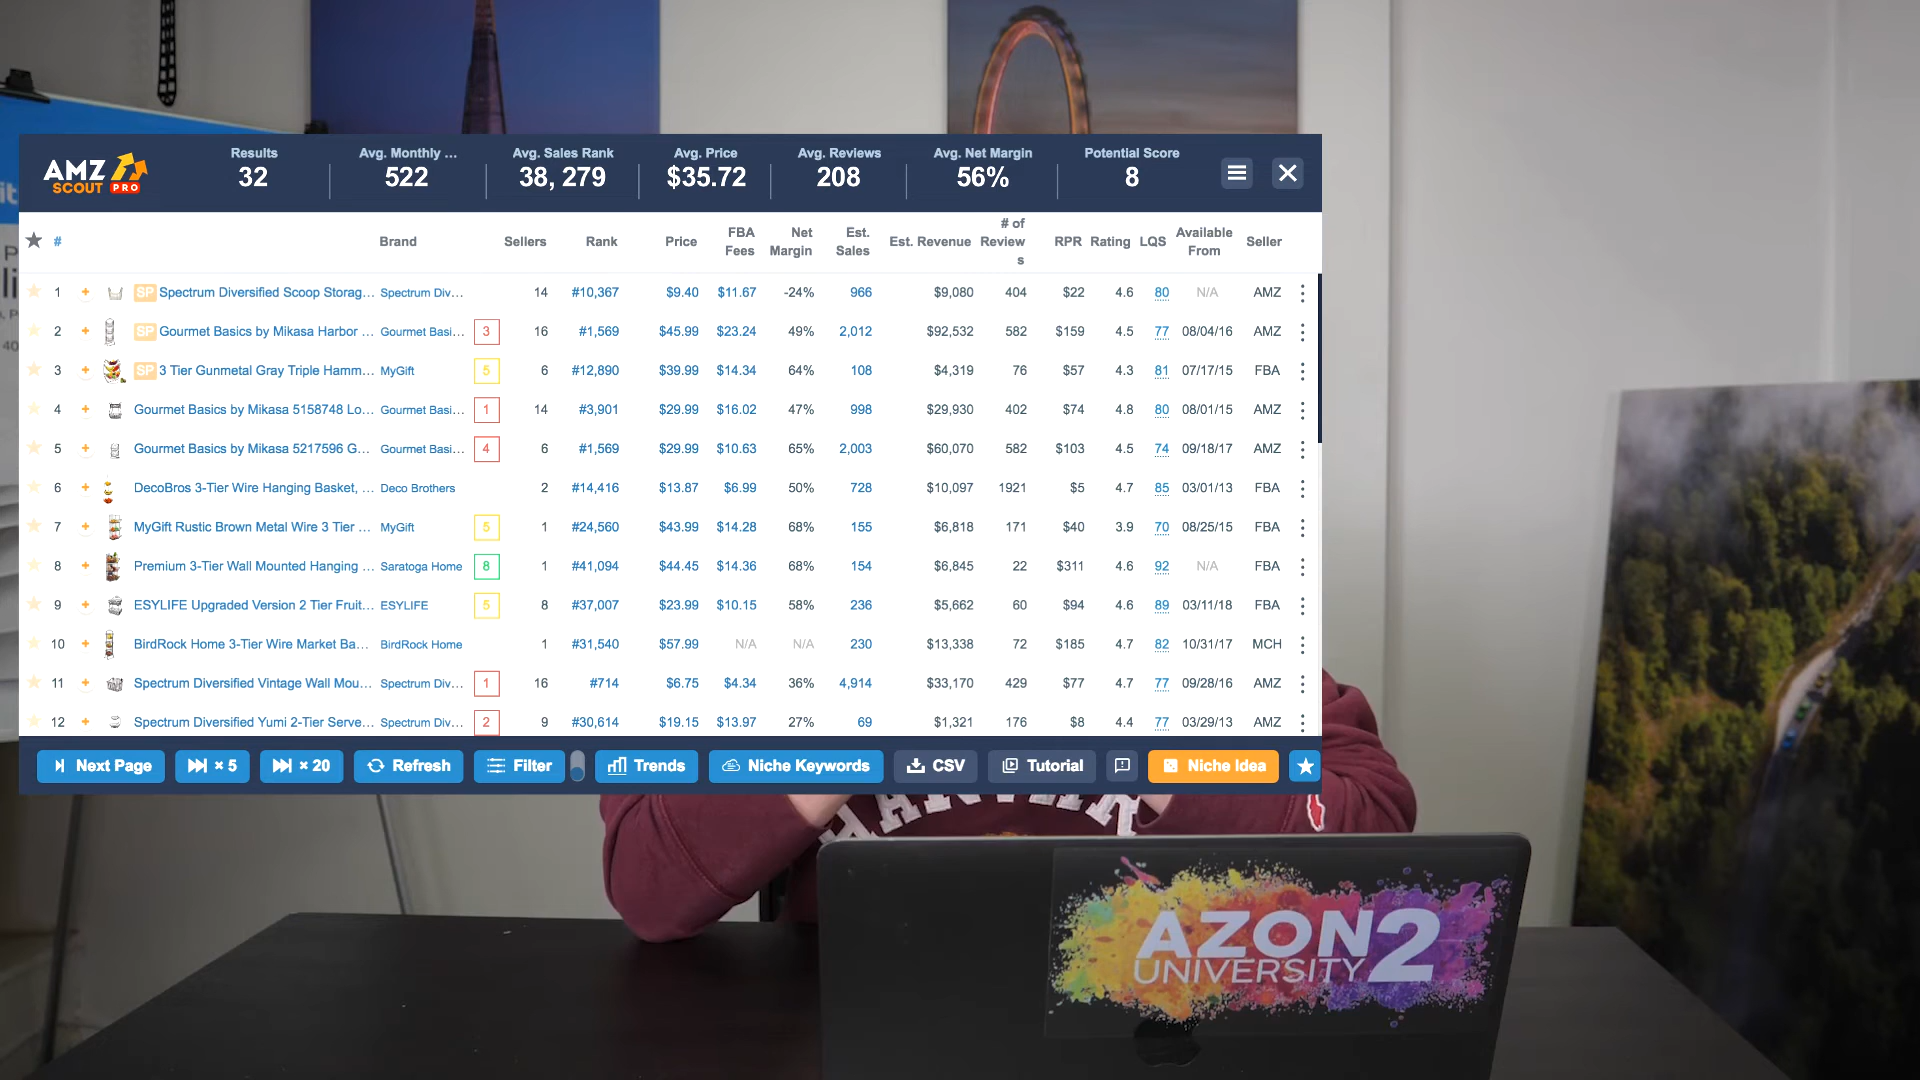 AMZ
SCOUT PRO
Results
32
Avg. Monthly ...
522
Avg. Sales Rank
38, 279
Avg. Price
$35.72
Avg. Reviews
208
Avg. Net Margin
56%
Potential Score
8
# Brand Sellers Rank Price FBA Fees Net Margin Est. Sales Est. Revenue # of Reviews RPR Rating LQS Available From Seller
1 + SP Spectrum Diversified Scoop Storag... Spectrum Div... 14 #10,367 $9.40 $11.67 -24% 966 $9,080 404 $22 4.6 80 N/A AMZ
2 + SP Gourmet Basics by Mikasa Harbor ... Gourmet Basi... 3 16 #1,569 $45.99 $23.24 49% 2,012 $92,532 582 $159 4.5 77 08/04/16 AMZ
3 + SP 3 Tier Gunmetal Gray Triple Hamm... MyGift 5 6 #12,890 $39.99 $14.34 64% 108 $4,319 76 $57 4.3 81 07/17/15 FBA
4 + Gourmet Basics by Mikasa 5158748 Lo... Gourmet Basi... 1 14 #3,901 $29.99 $16.02 47% 998 $29,930 402 $74 4.8 80 08/01/15 AMZ
5 + Gourmet Basics by Mikasa 5217596 G... Gourmet Basi... 4 6 #1,569 $29.99 $10.63 65% 2,003 $60,070 582 $103 4.5 74 09/18/17 AMZ
6 + DecoBros 3-Tier Wire Hanging Basket, ... Deco Brothers 2 #14,416 $13.87 $6.99 50% 728 $10,097 1921 $5 4.7 85 03/01/13 FBA
7 + MyGift Rustic Brown Metal Wire 3 Tier ... MyGift 5 1 #24,560 $43.99 $14.28 68% 155 $6,818 171 $40 3.9 70 08/25/15 FBA
8 + Premium 3-Tier Wall Mounted Hanging ... Saratoga Home 8 1 #41,094 $44.45 $14.36 68% 154 $6,845 22 $311 4.6 92 N/A FBA
9 + ESYLIFE Upgraded Version 2 Tier Fruit... ESYLIFE 5 8 #37,007 $23.99 $10.15 58% 236 $5,662 60 $94 4.6 89 03/11/18 FBA
10 + BirdRock Home 3-Tier Wire Market Ba... BirdRock Home 1 #31,540 $57.99 N/A N/A 230 $13,338 72 $185 4.7 82 10/31/17 MCH
11 + Spectrum Diversified Vintage Wall Mou... Spectrum Div... 1 16 #714 $6.75 $4.34 36% 4,914 $33,170 429 $77 4.7 77 09/28/16 AMZ
12 + Spectrum Diversified Yumi 2-Tier Serve... Spectrum Div... 2 9 #30,614 $19.15 $13.97 27% 69 $1,321 176 $8 4.4 77 03/29/13 AMZ
Next Page × 5 × 20 Refresh Filter Trends Niche Keywords CSV Tutorial Niche Idea
AZON 2
UNIVERSITY